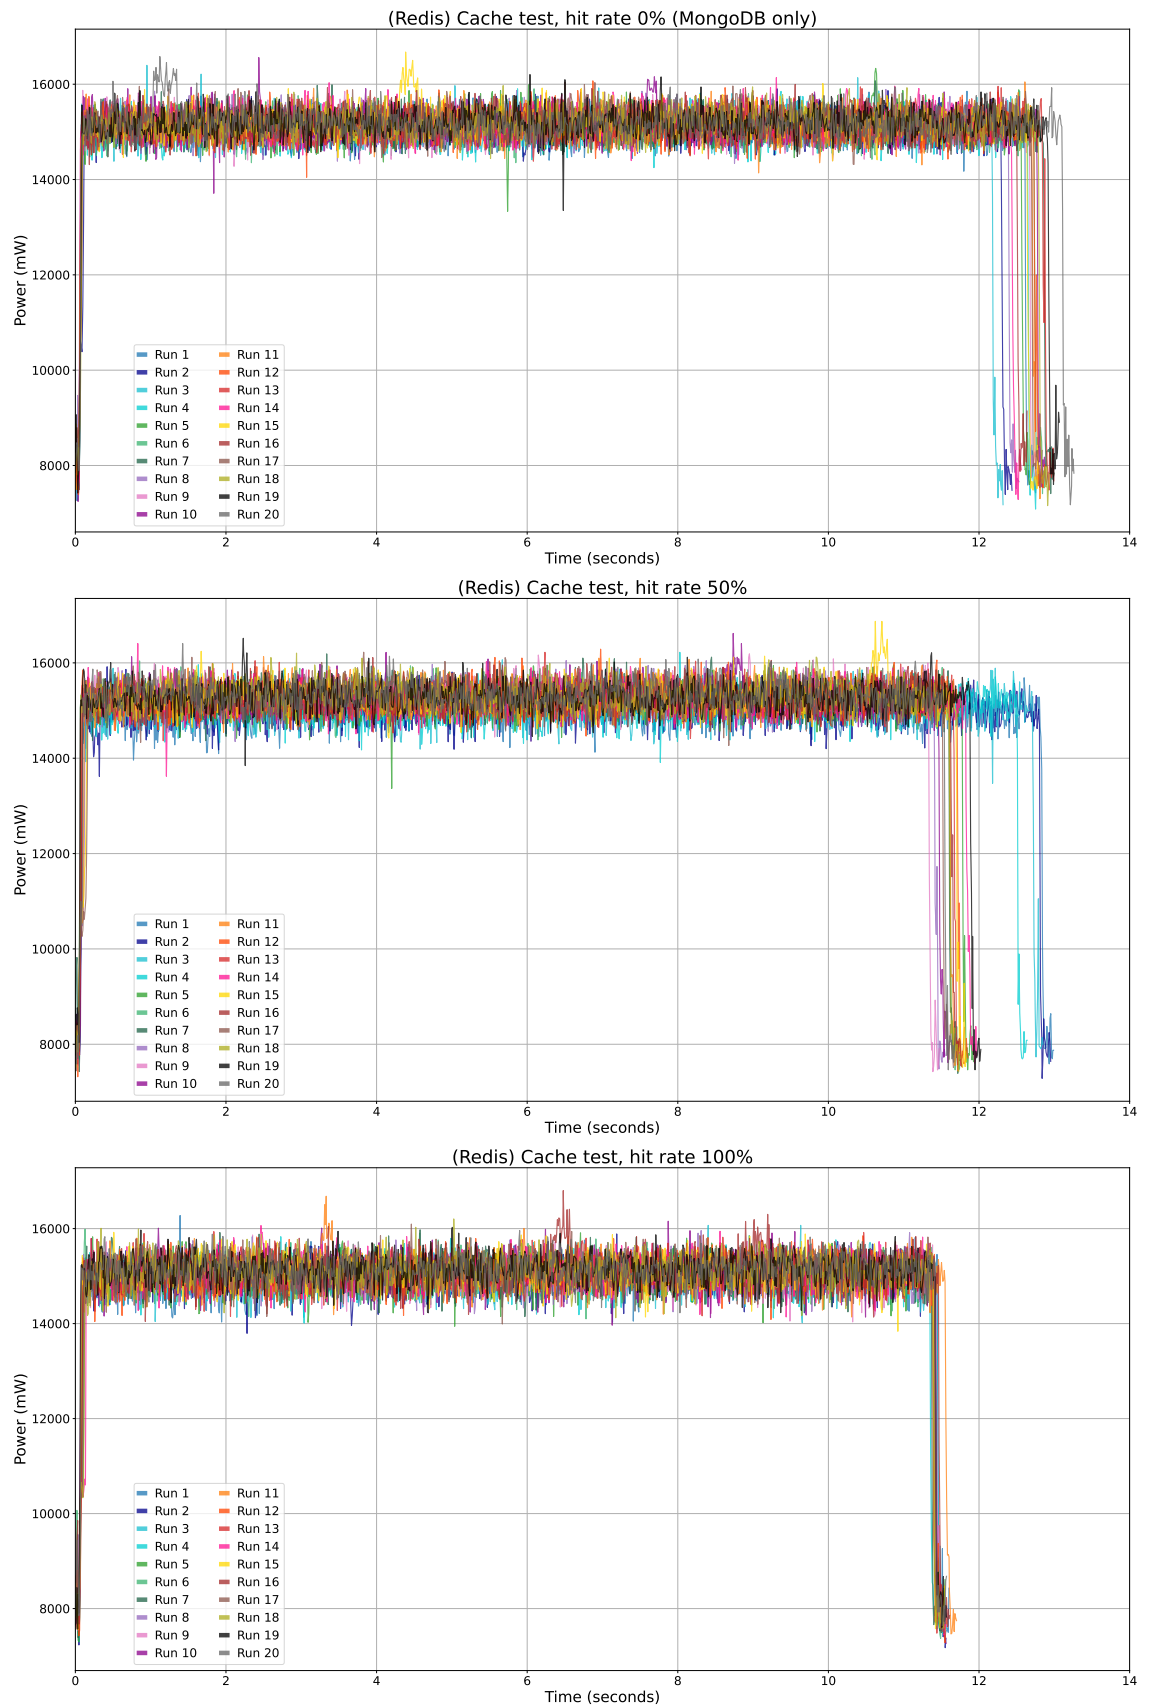 (Redis) Cache test, hit rate 0% (MongoDB only)
16000
14000
12000
10000
8000
Power (mW)
Run 1 Run 11
Run 2 Run 12
Run 3 Run 13
Run 4 Run 14
Run 5 Run 15
Run 6 Run 16
Run 7 Run 17
Run 8 Run 18
Run 9 Run 19
Run 10 Run 20
0 2 4 6 8 10 12 14
Time (seconds)
(Redis) Cache test, hit rate 50%
16000
14000
12000
10000
8000
Power (mW)
Run 1 Run 11
Run 2 Run 12
Run 3 Run 13
Run 4 Run 14
Run 5 Run 15
Run 6 Run 16
Run 7 Run 17
Run 8 Run 18
Run 9 Run 19
Run 10 Run 20
0 2 4 6 8 10 12 14
Time (seconds)
(Redis) Cache test, hit rate 100%
16000
14000
12000
10000
8000
Power (mW)
Run 1 Run 11
Run 2 Run 12
Run 3 Run 13
Run 4 Run 14
Run 5 Run 15
Run 6 Run 16
Run 7 Run 17
Run 8 Run 18
Run 9 Run 19
Run 10 Run 20
0 2 4 6 8 10 12 14
Time (seconds)